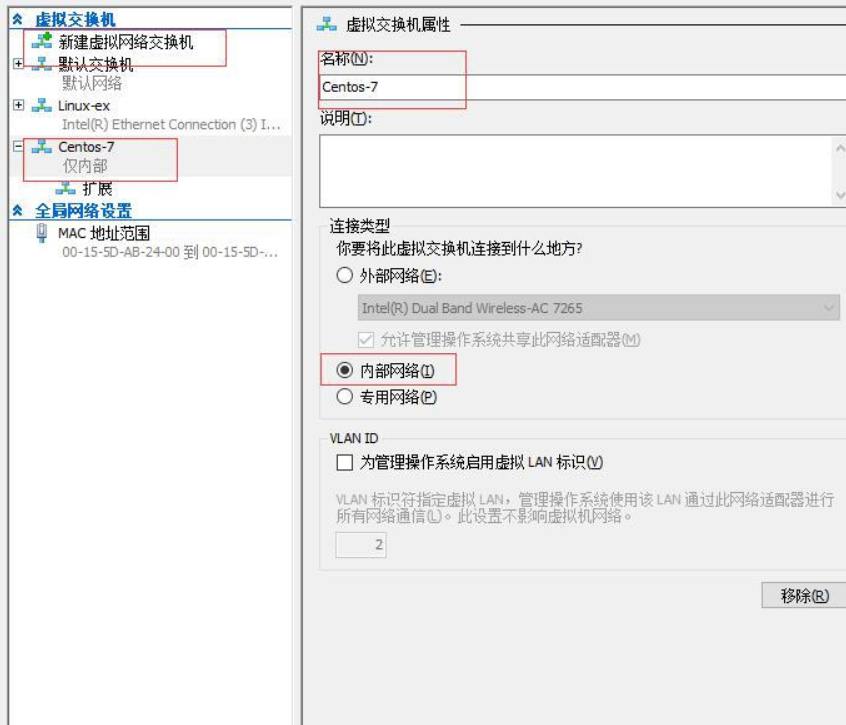 虚拟交换机
新建虚拟网络交换机
默认交换机
默认网络
Linux-ex
Intel(R) Ethernet Connection (3) I...
Centos-7
仅内部
扩展
全局网络设置
MAC 地址范围
00-15-5D-AB-24-00 到 00-15-5D-...
虚拟交换机属性
名称(N):
Centos-7
说明(T):
连接类型
你要将此虚拟交换机连接到什么地方?
外部网络(E):
Intel(R) Dual Band Wireless-AC 7265
允许管理操作系统共享此网络适配器(M)
内部网络(I)
专用网络(P)
VLAN ID
为管理操作系统启用虚拟 LAN 标识(V)
VLAN 标识符指定虚拟 LAN，管理操作系统使用该 LAN 通过此网络适配器进行
所有网络通信(L)。此设置不影响虚拟机网络。
2
移除(R)